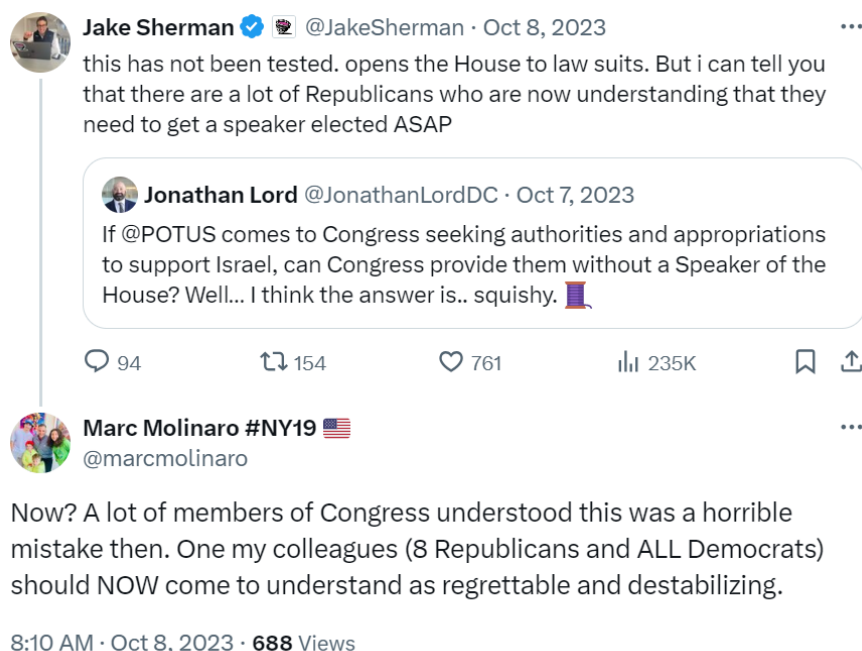 Jake Sherman @JakeSherman · Oct 8, 2023
this has not been tested. opens the House to law suits. But i can tell you
that there are a lot of Republicans who are now understanding that they
need to get a speaker elected ASAP
Jonathan Lord @JonathanLordDC · Oct 7, 2023
If @POTUS comes to Congress seeking authorities and appropriations
to support Israel, can Congress provide them without a Speaker of the
House? Well... I think the answer is.. squishy. 🧵
94 154 761 235K
Marc Molinaro #NY19 🇺🇸
@marcmolinaro
Now? A lot of members of Congress understood this was a horrible
mistake then. One my colleagues (8 Republicans and ALL Democrats)
should NOW come to understand as regrettable and destabilizing.
8:10 AM · Oct 8, 2023 · 688 Views